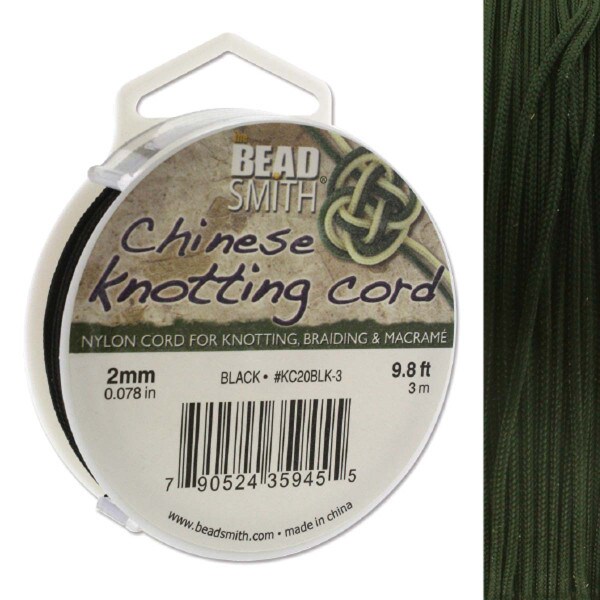 the
BEAD
SMITH®
Chinese
knotting cord
NYLON CORD FOR KNOTTING, BRAIDING & MACRAMÉ
2mm
0.078 in
BLACK • #KC20BLK-3
9.8 ft
3 m
7 90524 35945 5
www.beadsmith.com • made in china